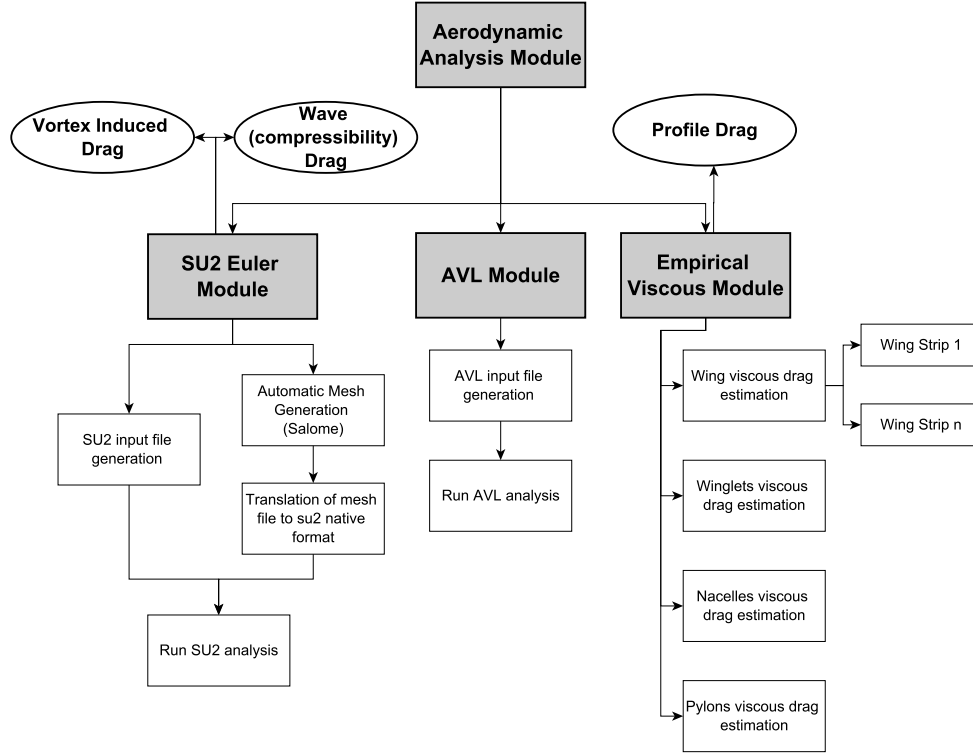 Aerodynamic
Analysis Module
Vortex Induced
Drag
Wave
(compressibility)
Drag
Profile Drag
SU2 Euler
Module
AVL Module
Empirical
Viscous Module
SU2 input file
generation
Automatic Mesh
Generation
(Salome)
Translation of mesh
file to su2 native
format
Run SU2 analysis
AVL input file
generation
Run AVL analysis
Wing viscous drag
estimation
Wing Strip 1
Wing Strip n
Winglets viscous
drag estimation
Nacelles viscous
drag estimation
Pylons viscous drag
estimation